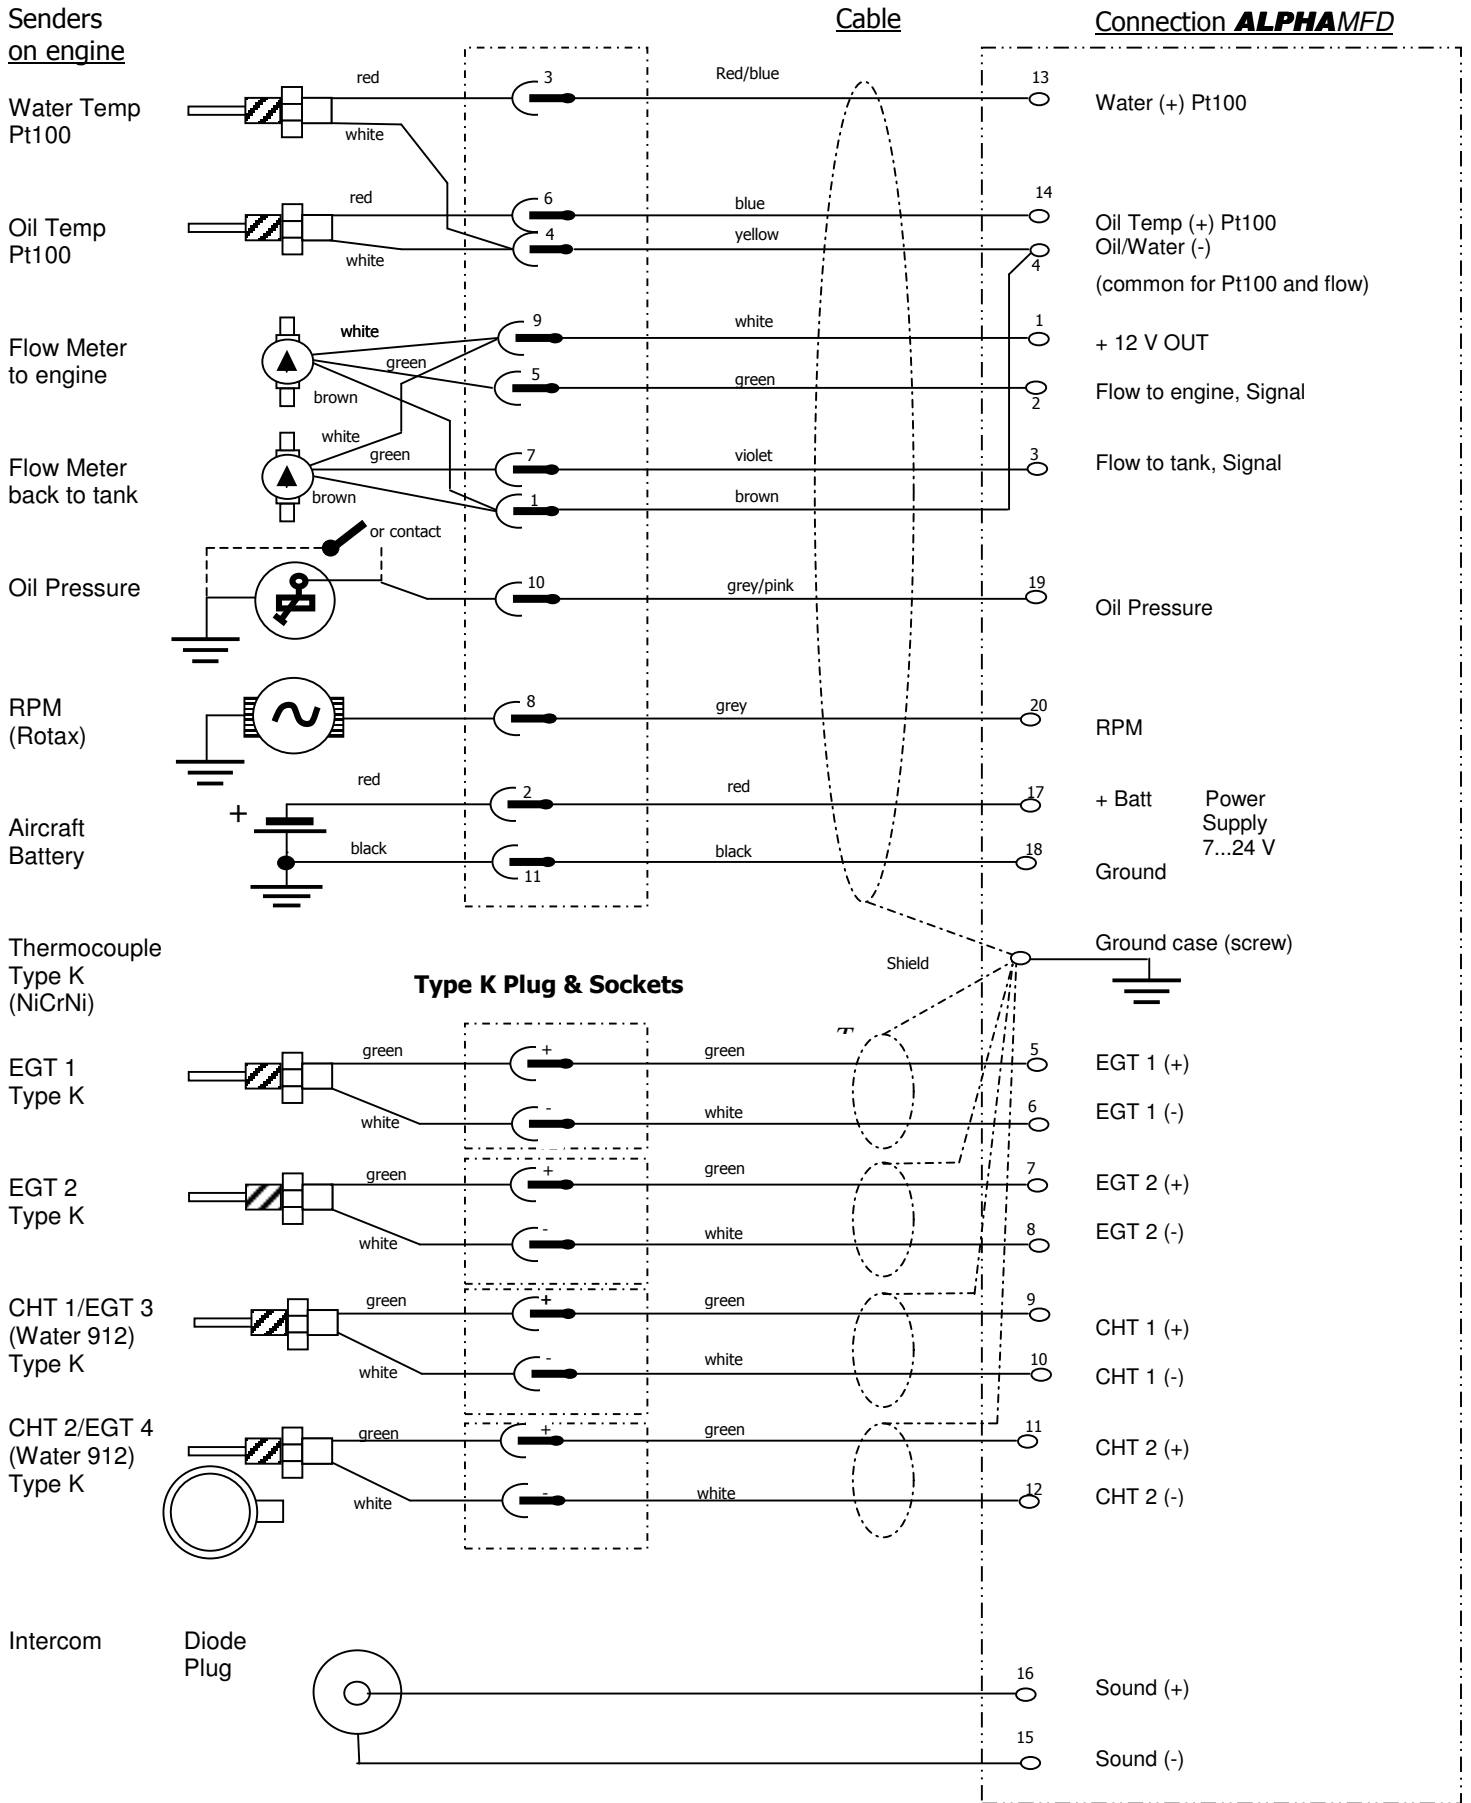 Senders
on engine
Cable
Connection ALPHAMFD
red
3
Red/blue
13
Water Temp
Pt100
white
Water (+) Pt100
red
6
blue
14
Oil Temp
Pt100
white
4
yellow
4
Oil Temp (+) Pt100
Oil/Water (-)
(common for Pt100 and flow)
Flow Meter
to engine
white
9
white
1
+ 12 V OUT
green
5
green
2
Flow to engine, Signal
brown
Flow Meter
back to tank
white
green
7
violet
3
Flow to tank, Signal
brown
1
brown
or contact
Oil Pressure
10
grey/pink
19
Oil Pressure
RPM
(Rotax)
8
grey
20
RPM
red
2
red
17
+ Batt
Power
Supply
7...24 V
+
Aircraft
Battery
black
11
black
18
Ground
Thermocouple
Type K
(NiCrNi)
Type K Plug & Sockets
Shield
Ground case (screw)
T
EGT 1
Type K
green
+
green
5
EGT 1 (+)
white
-
white
6
EGT 1 (-)
EGT 2
Type K
green
+
green
7
EGT 2 (+)
white
-
white
8
EGT 2 (-)
CHT 1/EGT 3
(Water 912)
Type K
green
+
green
9
CHT 1 (+)
white
-
white
10
CHT 1 (-)
CHT 2/EGT 4
(Water 912)
Type K
green
+
green
11
CHT 2 (+)
white
-
white
12
CHT 2 (-)
Intercom
Diode
Plug
16
Sound (+)
15
Sound (-)